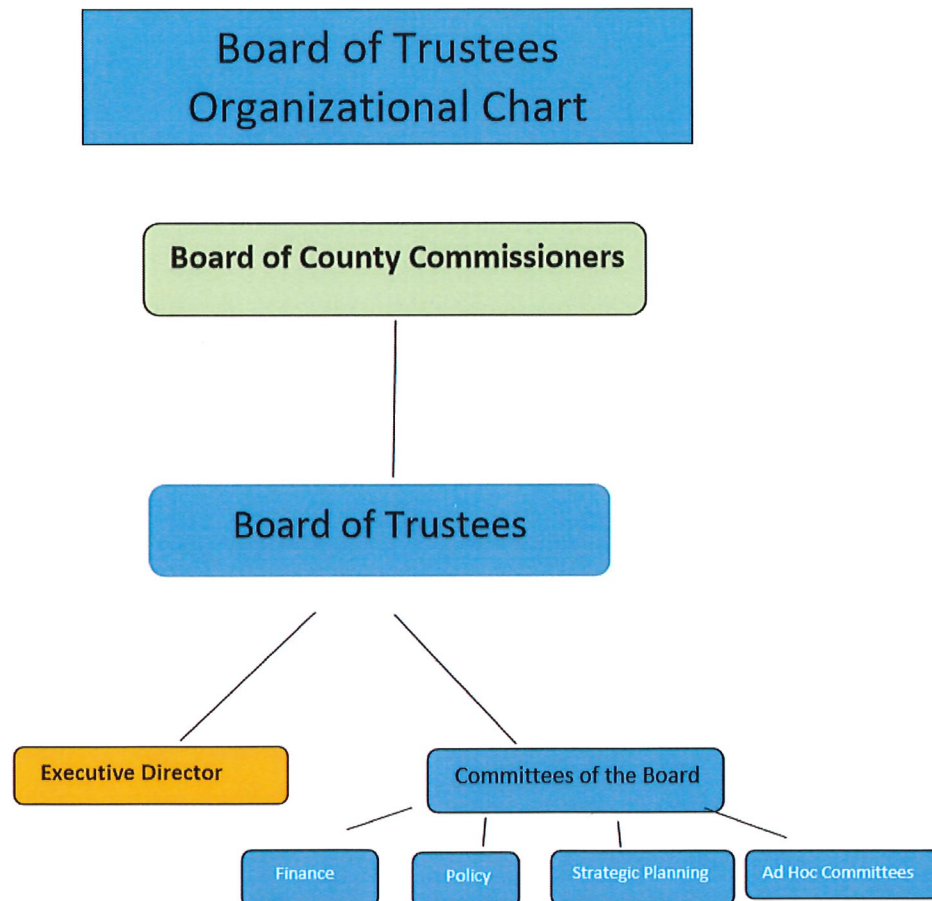 Board of Trustees
Organizational Chart
Board of County Commissioners
Board of Trustees
Executive Director
Committees of the Board
Finance
Policy
Strategic Planning
Ad Hoc Committees